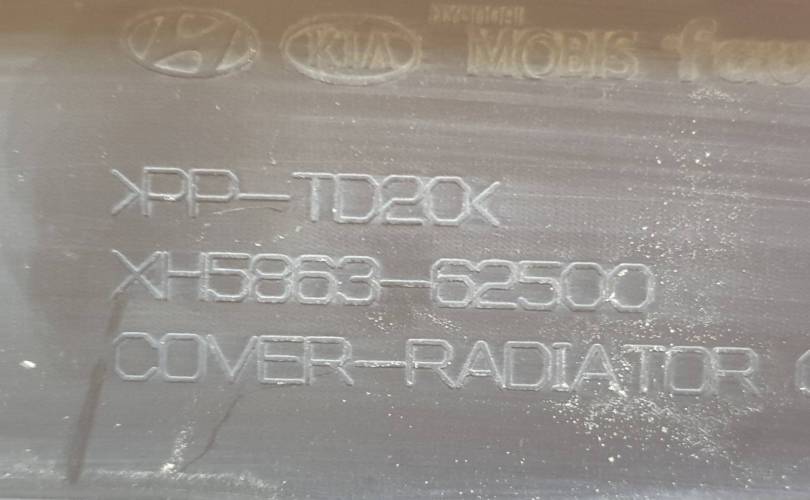 KIA MOBIS
>PP-TD20<
XH5863-62500
COVER-RADIATOR